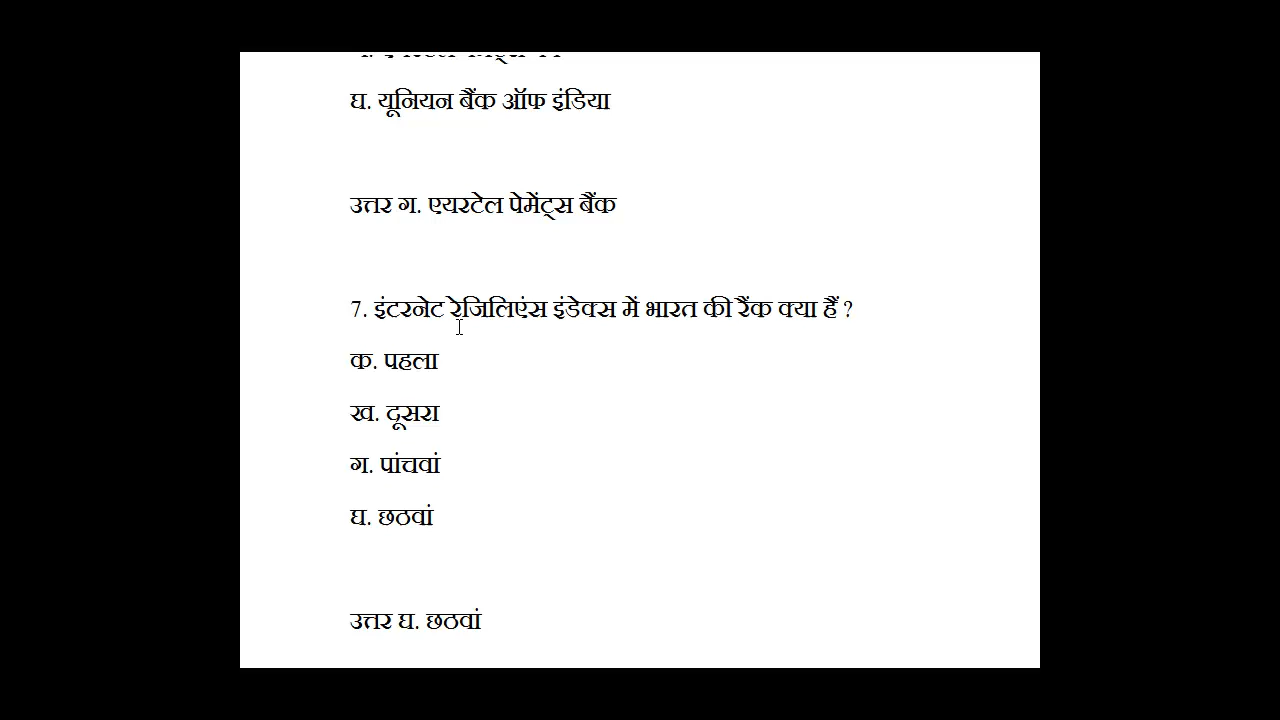 घ. यूनियन बैंक ऑफ इंडिया
उत्तर ग. एयरटेल पेमेंट्स बैंक
7. इंटरनेट रेजिलिएंस इंडेक्स में भारत की रैंक क्या हैं ?
क. पहला
ख. दूसरा
ग. पांचवां
घ. छठवां
उत्तर घ. छठवां